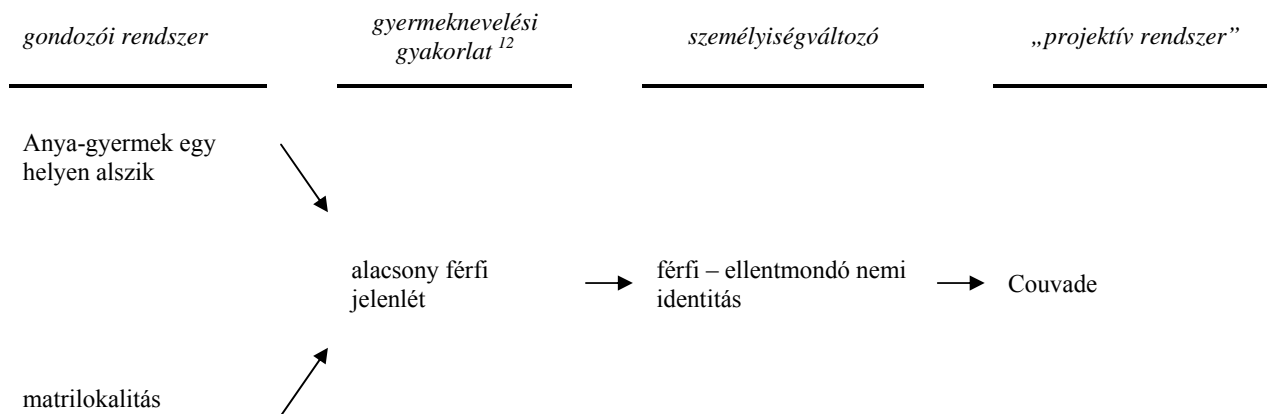 gondozói rendszer
gyermeknevelési
gyakorlat 12
személyiségváltozó
„projektív rendszer”
Anya-gyermek egy
helyen alszik
alacsony férfi
jelenlét
férfi – ellentmondó nemi
identitás
Couvade
matrilokalitás